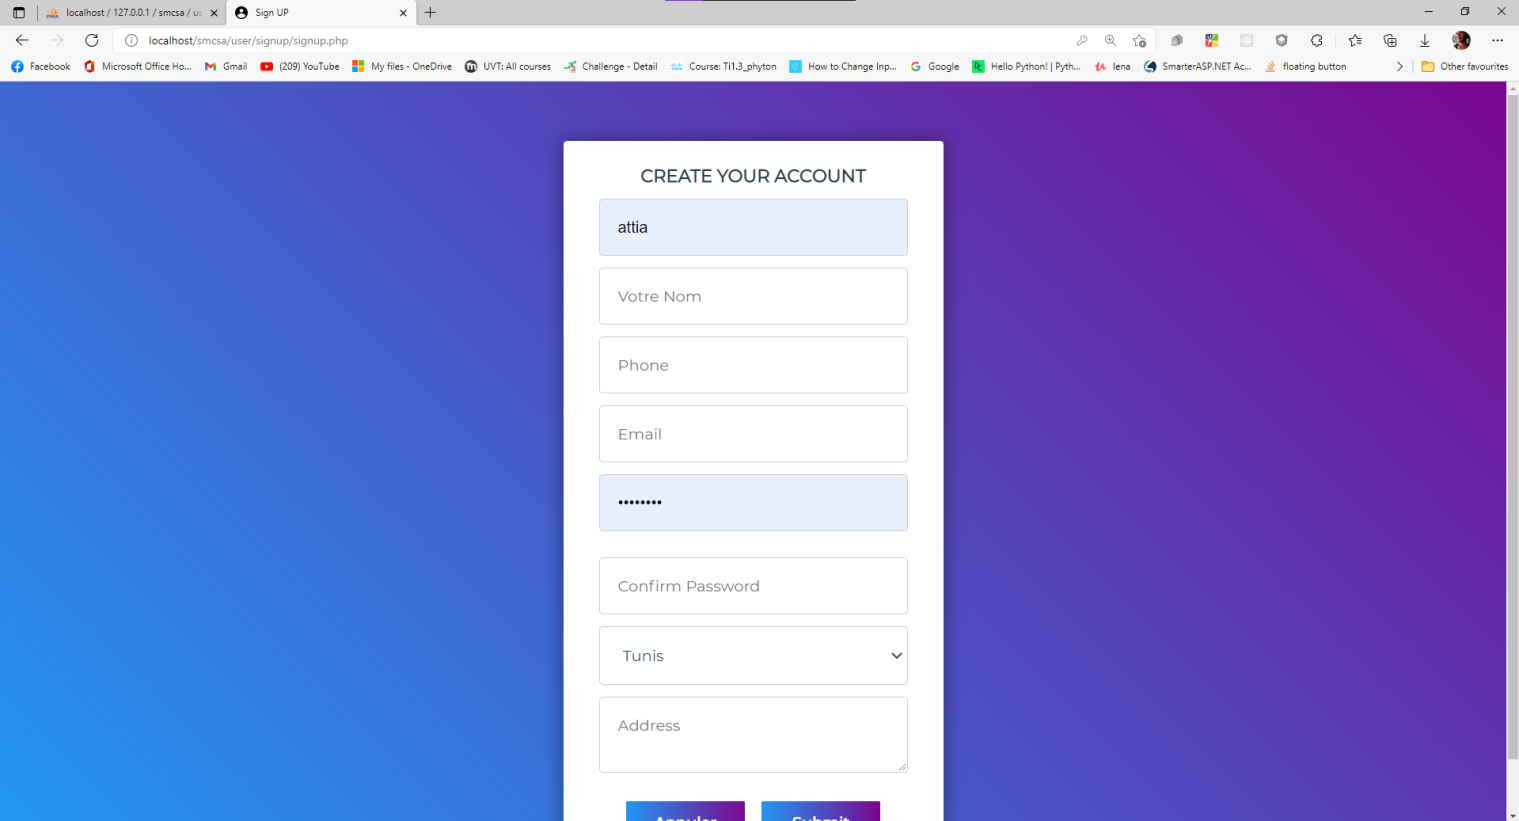 localhost / 127.0.0.1 / smcsa / us
Sign UP
localhost/smcsa/user/signup/signup.php
Facebook
Microsoft Office Ho...
Gmail
(209) YouTube
My files - OneDrive
UVT: All courses
Challenge - Detail
Course: Ti1.3_phyton
How to Change Inp...
Google
Hello Python! | Pyth...
lena
SmarterASP.NET Ac...
floating button
Other favourites
CREATE YOUR ACCOUNT
attia
Votre Nom
Phone
Email
••••••••
Confirm Password
Tunis
Address
Annuler Submit